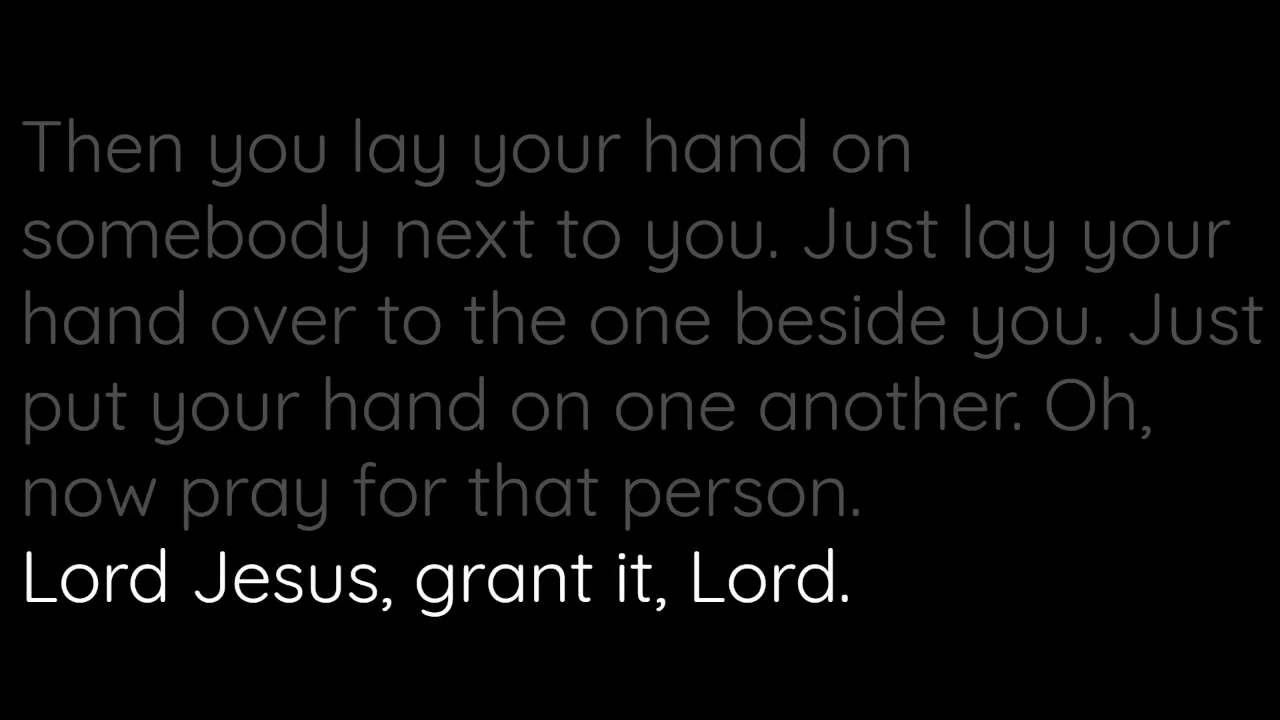 Then you lay your hand on
somebody next to you. Just lay your
hand over to the one beside you. Just
put your hand on one another. Oh,
now pray for that person.
Lord Jesus, grant it, Lord.